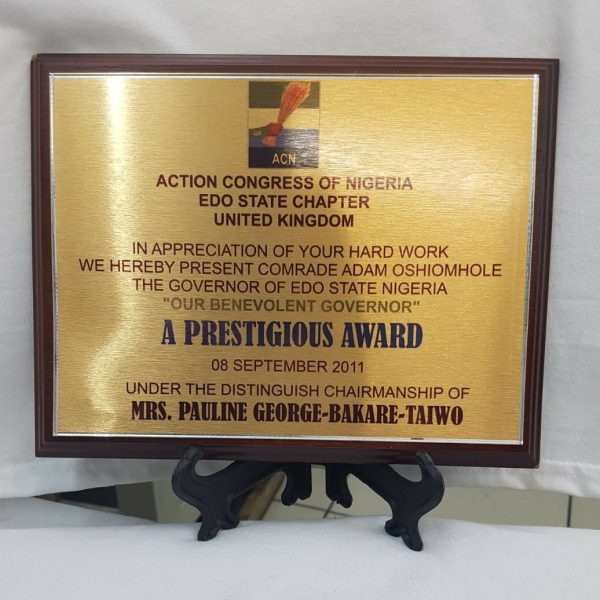 ACN
ACTION CONGRESS OF NIGERIA
EDO STATE CHAPTER
UNITED KINGDOM
IN APPRECIATION OF YOUR HARD WORK
WE HEREBY PRESENT COMRADE ADAM OSHIOMHOLE
THE GOVERNOR OF EDO STATE NIGERIA
"OUR BENEVOLENT GOVERNOR"
A PRESTIGIOUS AWARD
08 SEPTEMBER 2011
UNDER THE DISTINGUISH CHAIRMANSHIP OF
MRS. PAULINE GEORGE-BAKARE-TAIWO